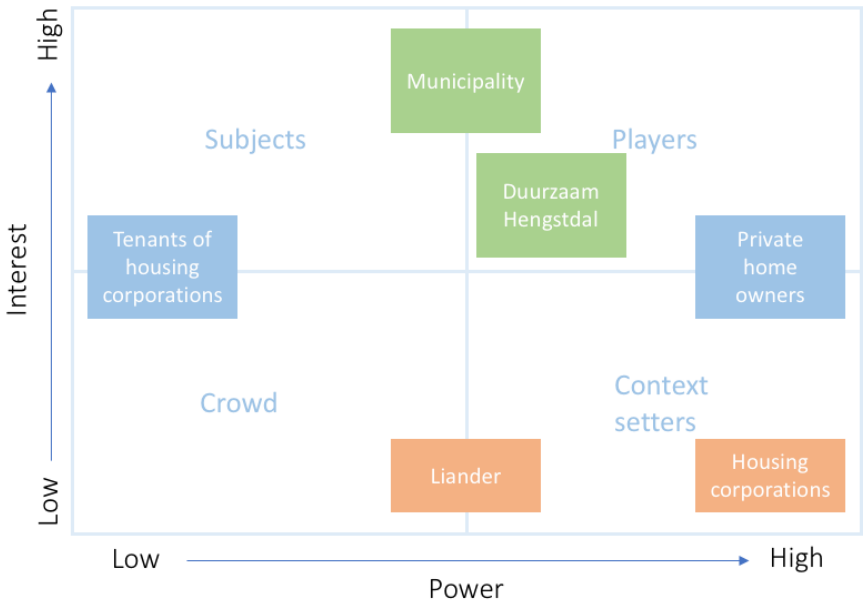 High
Municipality
Subjects
Players
Duurzaam
Hengstdal
Tenants of
housing
corporations
Private
home
owners
Interest
Crowd
Context
setters
Liander
Housing
corporations
Low
Low
High
Power